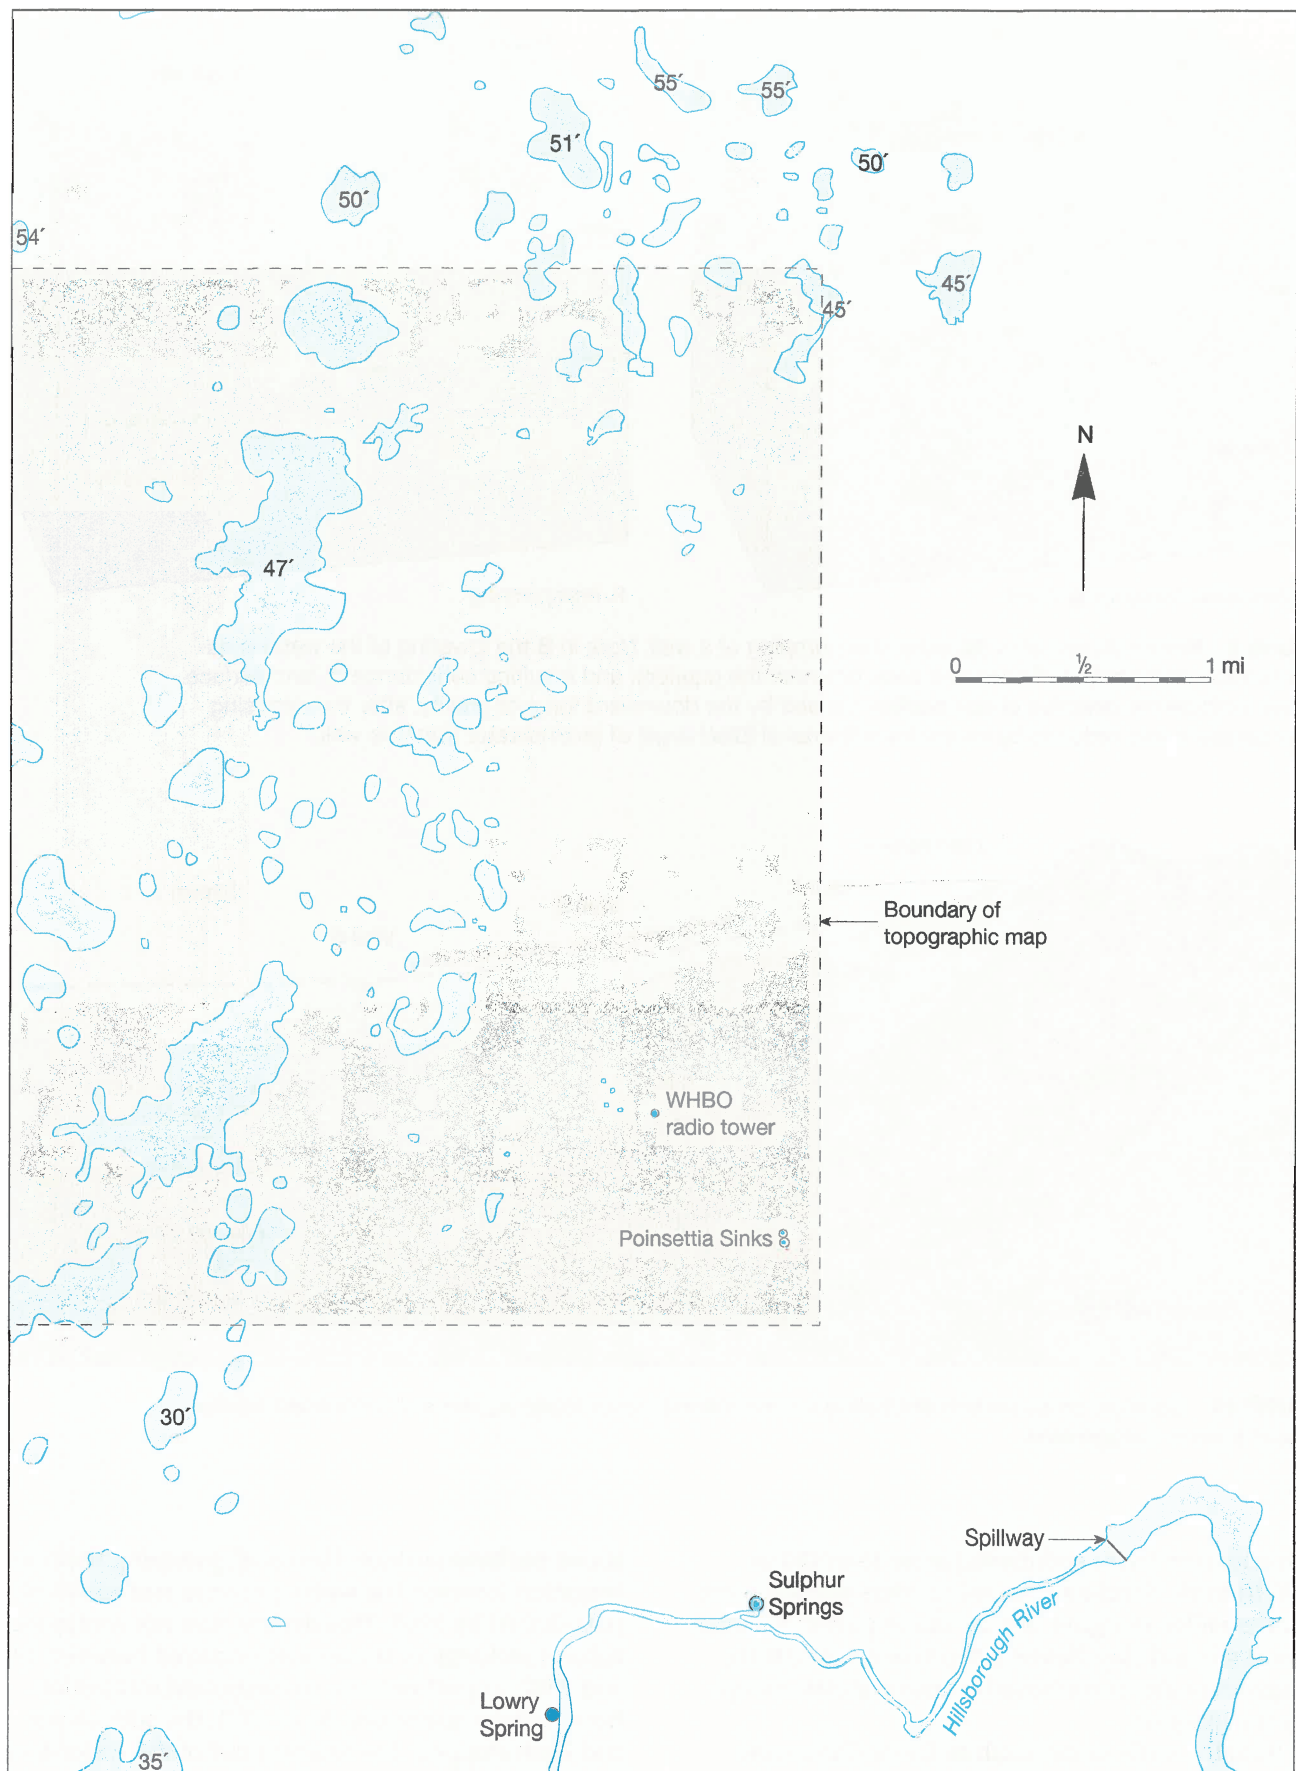 55′
55′
51′
50′
50′
54′
45′
45′
N
47′
0 ½ 1 mi
Boundary of
topographic map
WHBO
radio tower
Poinsettia Sinks
30′
Spillway
Sulphur
Springs
Hillsborough River
Lowry
Spring
35′